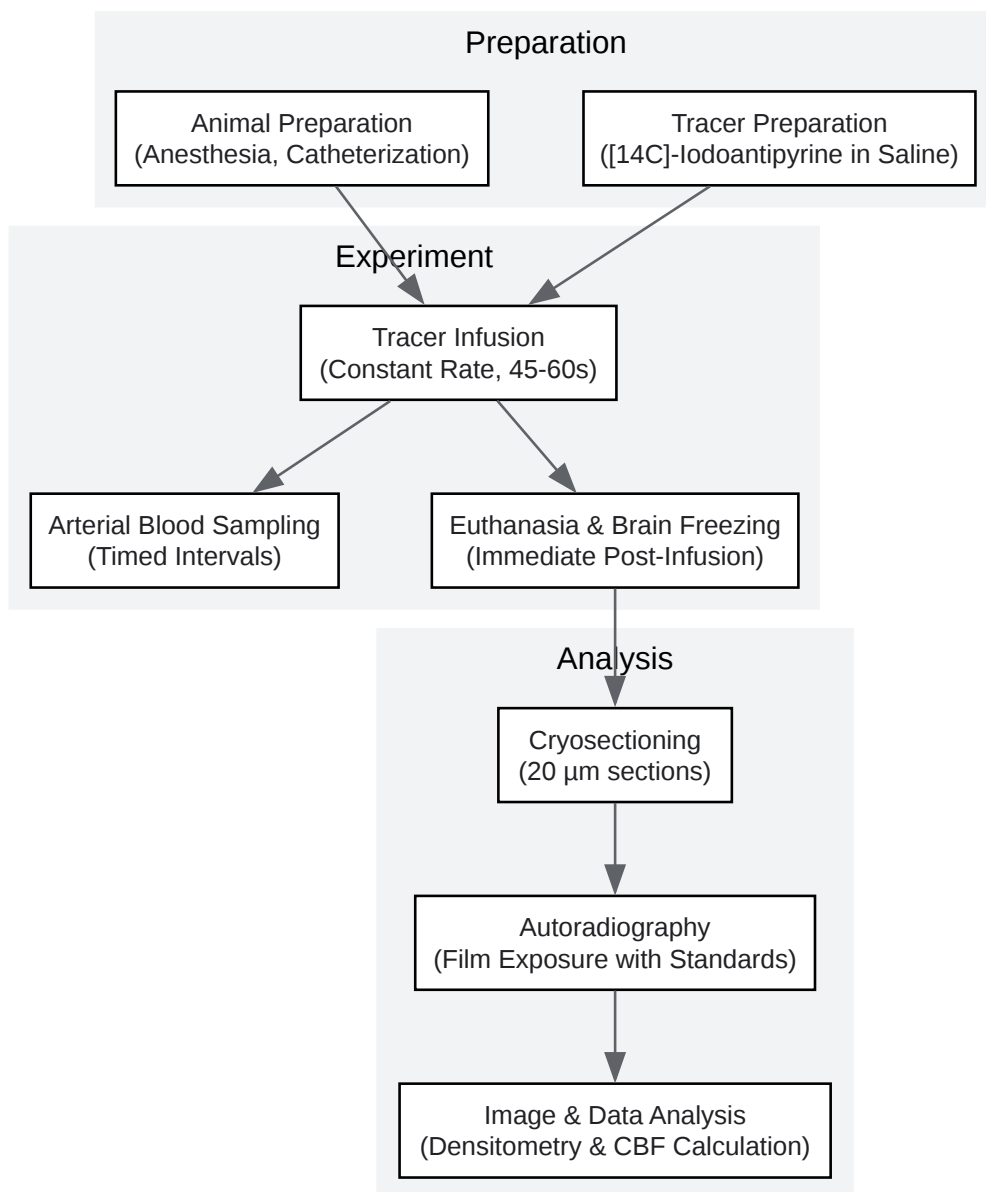 Preparation
Animal Preparation
(Anesthesia, Catheterization)
Tracer Preparation
([14C]-Iodoantipyrine in Saline)
Experiment
Tracer Infusion
(Constant Rate, 45-60s)
Arterial Blood Sampling
(Timed Intervals)
Euthanasia & Brain Freezing
(Immediate Post-Infusion)
Analysis
Cryosectioning
(20 µm sections)
Autoradiography
(Film Exposure with Standards)
Image & Data Analysis
(Densitometry & CBF Calculation)